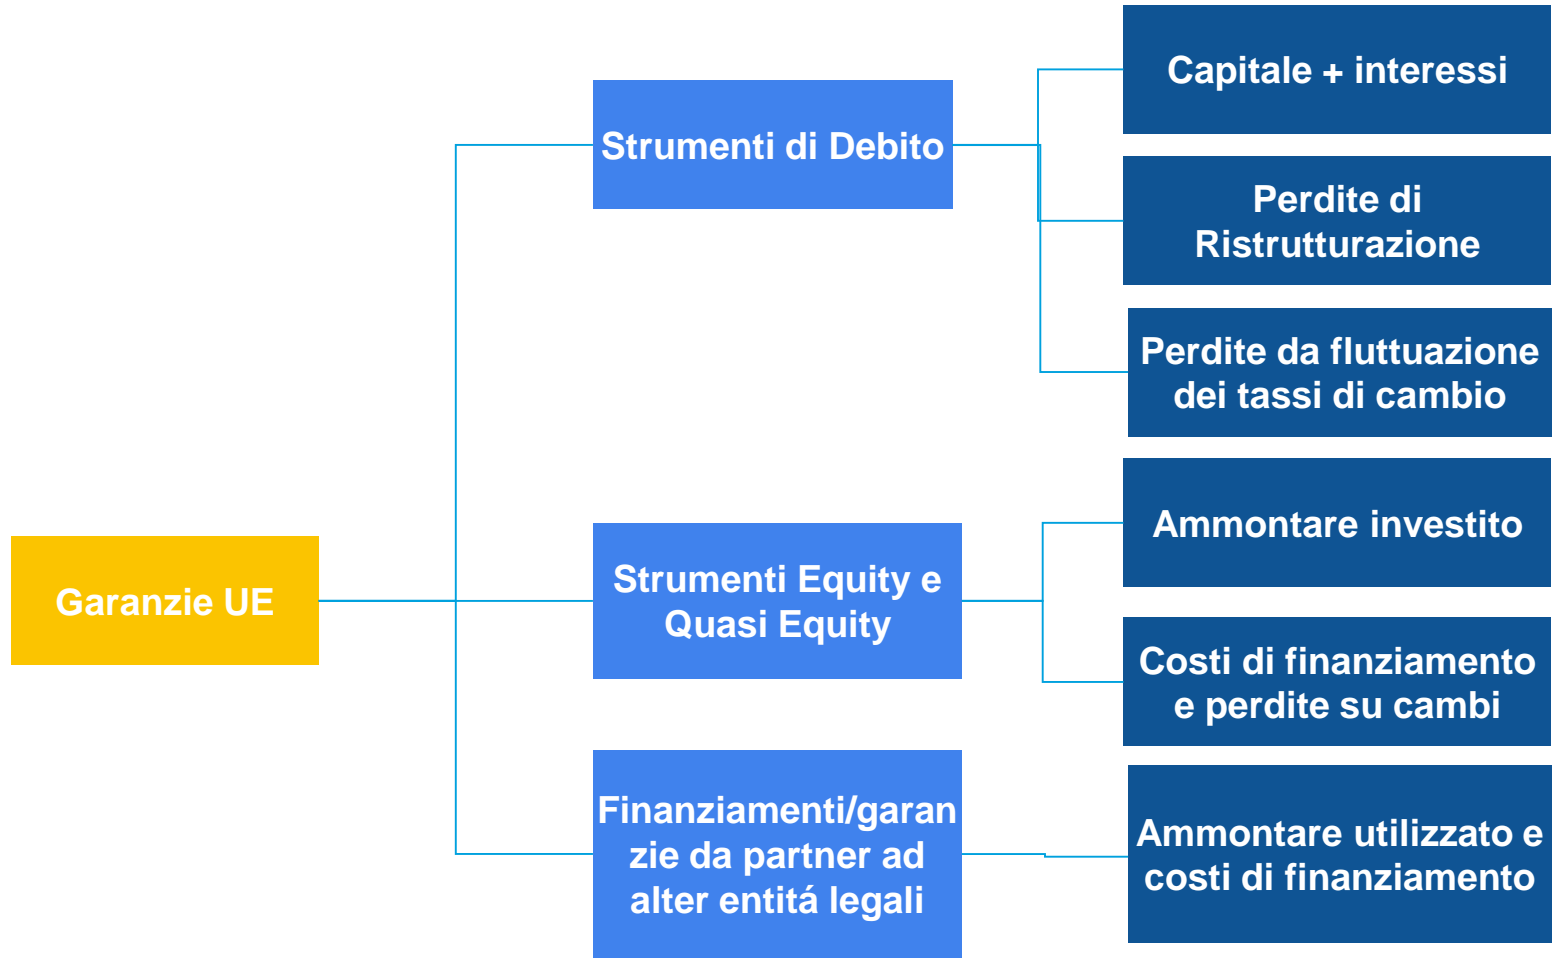 Garanzie UE
Strumenti di Debito
Capitale + interessi
Perdite di
Ristrutturazione
Perdite da fluttuazione
dei tassi di cambio
Strumenti Equity e
Quasi Equity
Ammontare investito
Costi di finanziamento
e perdite su cambi
Finanziamenti/garan
zie da partner ad
alter entitá legali
Ammontare utilizzato e
costi di finanziamento